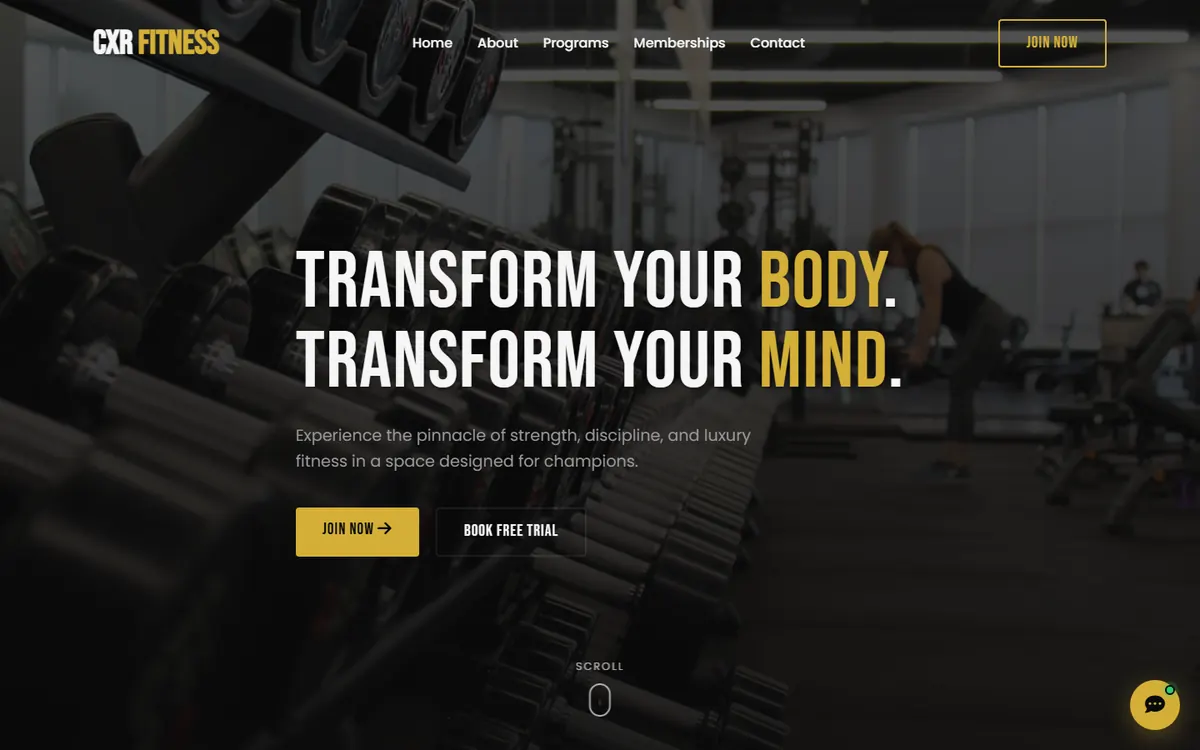 CXR FITNESS
Home About Programs Memberships Contact
JOIN NOW
TRANSFORM YOUR BODY.
TRANSFORM YOUR MIND.
Experience the pinnacle of strength, discipline, and luxury
fitness in a space designed for champions.
JOIN NOW →
BOOK FREE TRIAL
SCROLL